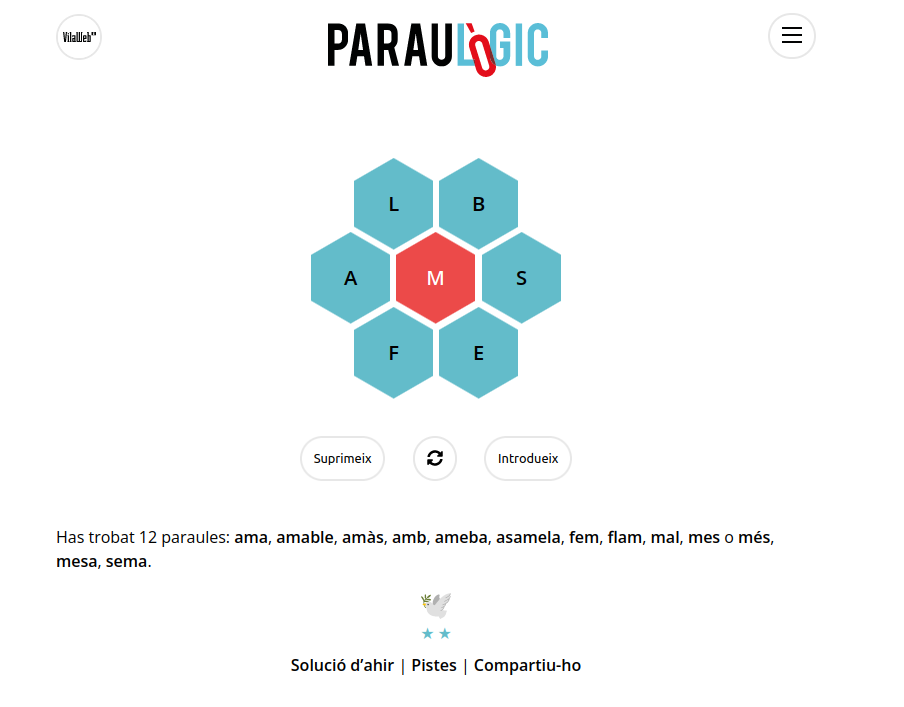 VilaWeb
PARAULÒGIC
L B
A M S
F E
Suprimeix Introdueix
Has trobat 12 paraules: ama, amable, amàs, amb, ameba, asamela, fem, flam, mal, mes o més,
mesa, sema.
Solució d’ahir | Pistes | Compartiu-ho